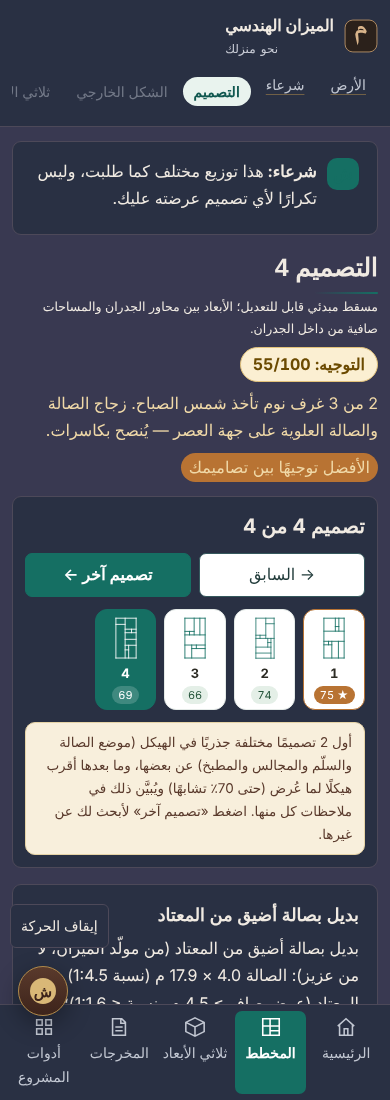 الميزان الهندسي
نحو منزلك
الأرض شرعاء التصميم الشكل الخارجي ثلاثي
شرعاء: هذا توزيع مختلف كما طلبت، وليس
تكرارًا لأي تصميم عرضته عليك.
التصميم 4
مسقط مبدئي قابل للتعديل؛ الأبعاد بين محاور الجدران والمساحات
صافية من داخل الجدران.
التوجيه: 55/100
2 من 3 غرف نوم تأخذ شمس الصباح. زجاج الصالة
والصالة العلوية على جهة العصر — يُنصح بكاسرات.
الأفضل توجيهًا بين تصاميمك
تصميم 4 من 4
→ السابق
تصميم آخر ←
1 2 3 4
★ 75 74 66 69
أول 2 تصميمًا مختلفة جذريًا في الهيكل (موضع الصالة
والسلّم والمجالس والمطبخ) عن بعضها، وما بعدها أقرب
هيكلًا لما عُرض (حتى 70٪ تشابهًا) ويُبيَّن ذلك في
ملاحظات كل منها. اضغط «تصميم آخر» لأبحث لك عن
غيرها.
بديل بصالة أضيق من المعتاد
إيقاف الحركة
بديل بصالة أضيق من المعتاد (من مولّد الميزان، لا
من عزيز): الصالة 4.0 × 17.9 م (نسبة 1:4.5)
ش
الرئيسية المخطط ثلاثي الأبعاد المخرجات أدوات
المشروع